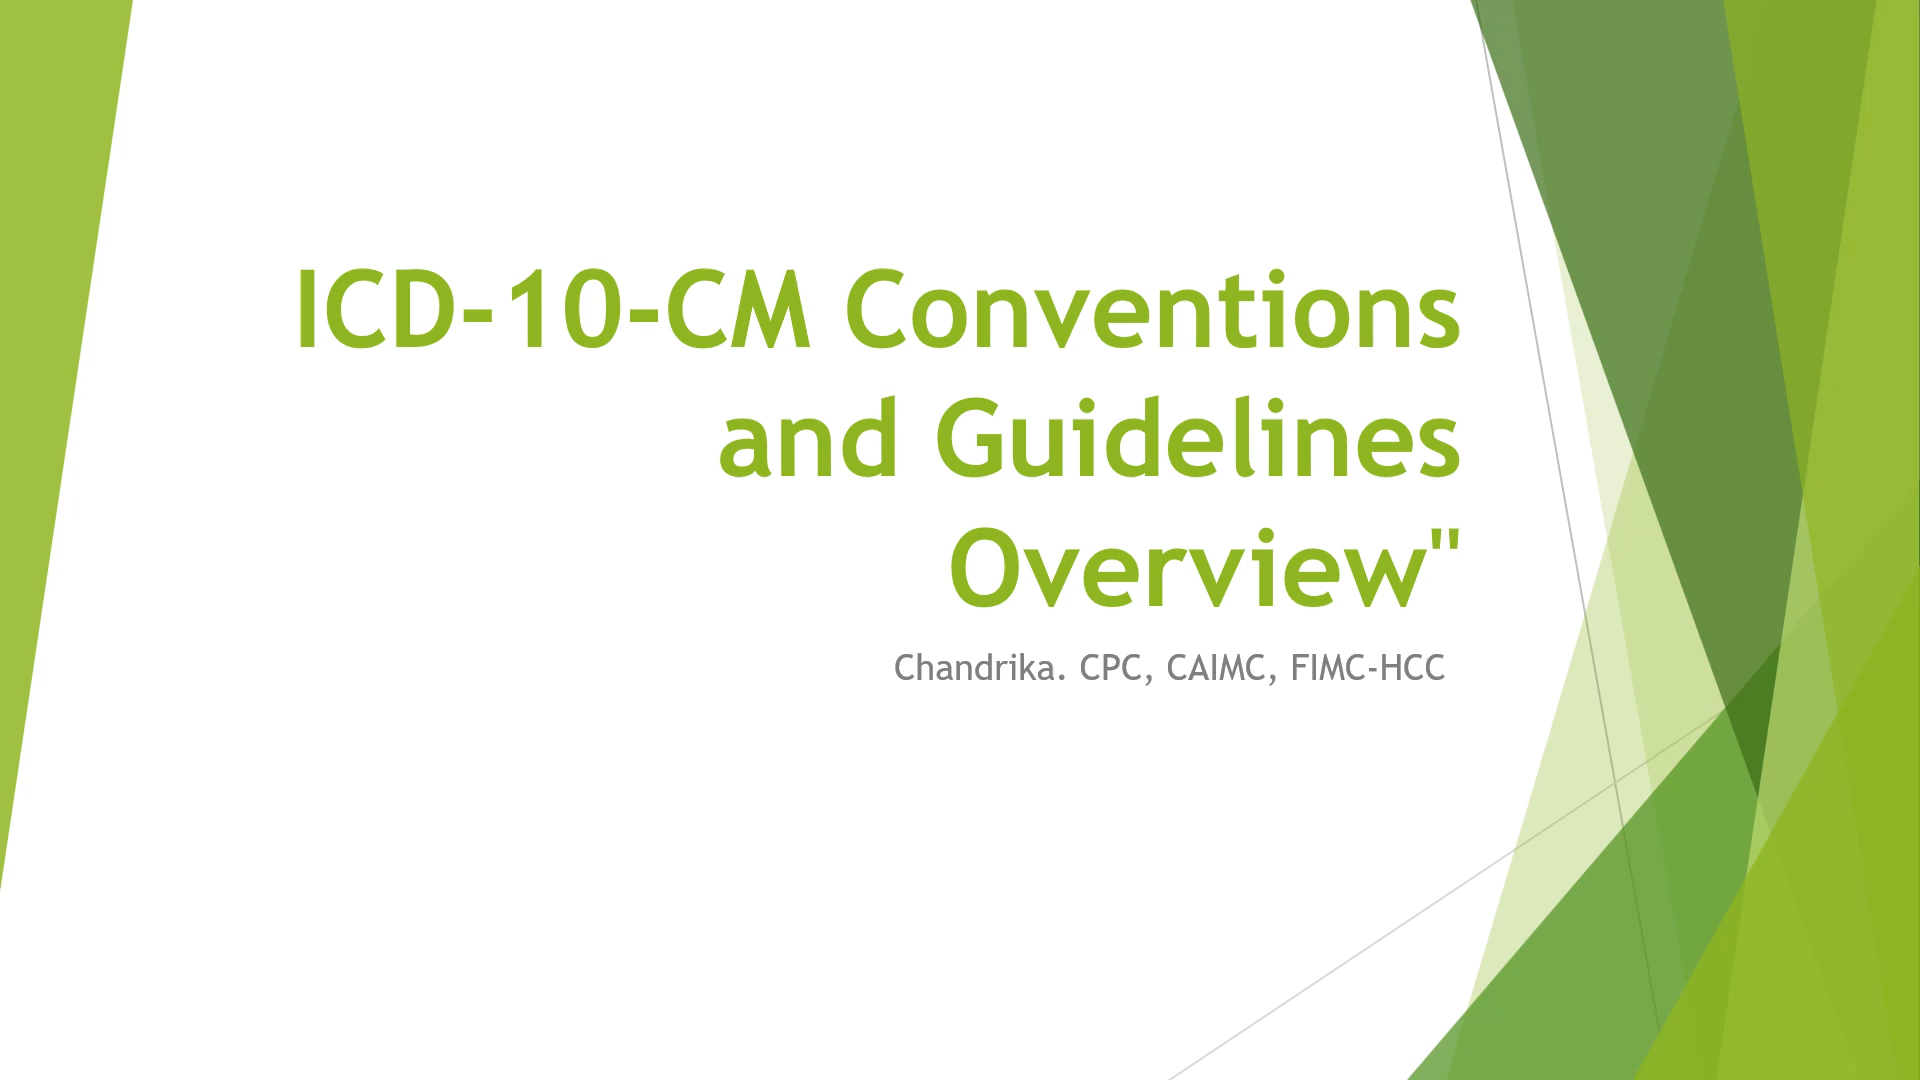 ICD-10-CM Conventions
and Guidelines
Overview"
Chandrika. CPC, CAIMC, FIMC-HCC